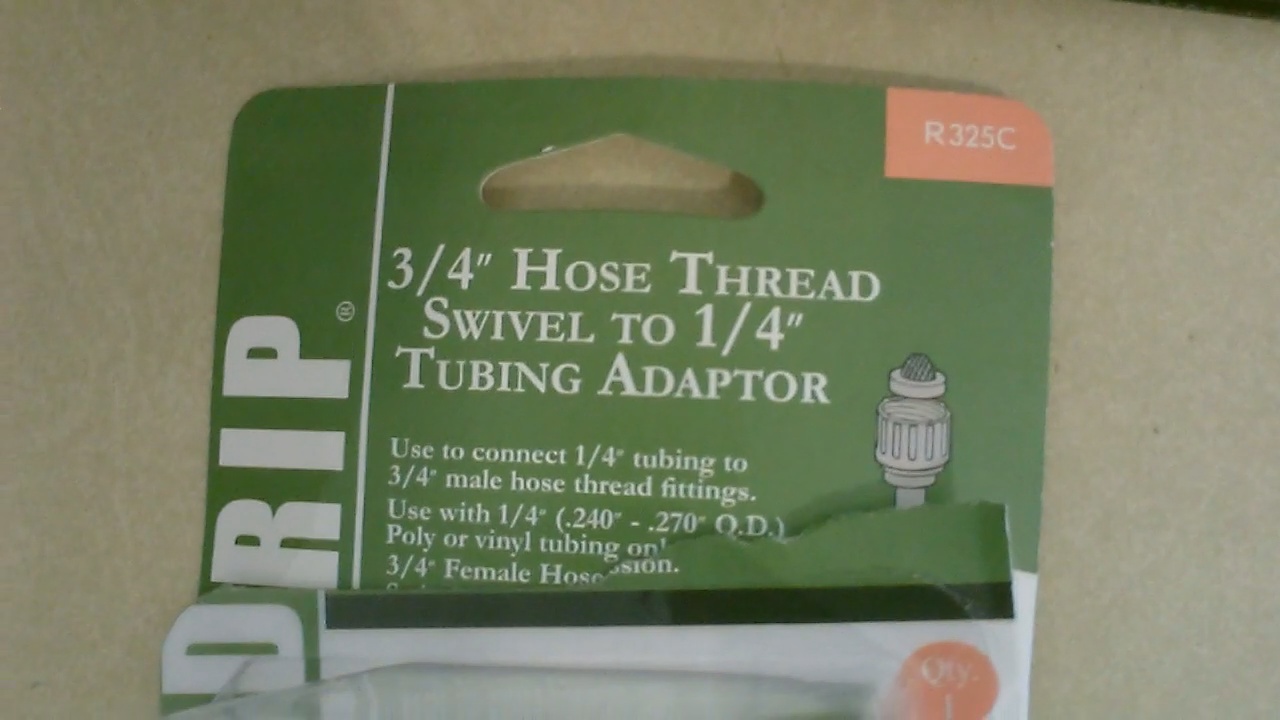 R325C
3/4" HOSE THREAD
SWIVEL TO 1/4"
TUBING ADAPTOR
Use to connect 1/4" tubing to
3/4" male hose thread fittings.
Use with 1/4" (.240" - .270" O.D.)
Poly or vinyl tubing
3/4" Female
DRIP®
Qty.
1